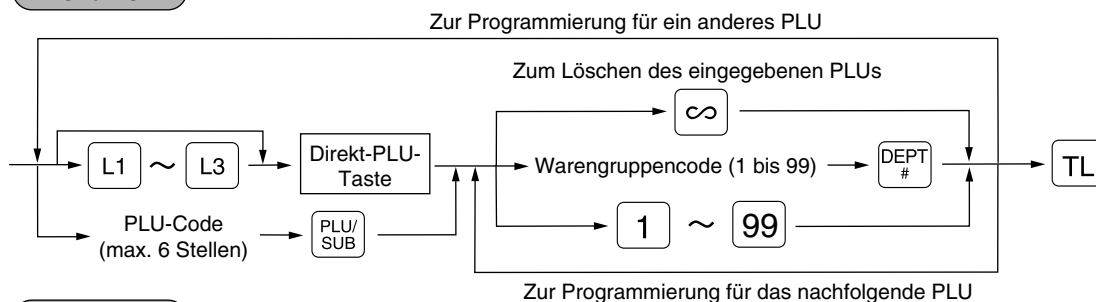 Zur Programmierung für ein anderes PLU
Zum Löschen des eingegebenen PLUs
L1 ~ L3
Direkt-PLU-
Taste
Warengruppencode (1 bis 99)
DEPT
#
TL
PLU-Code
(max. 6 Stellen)
PLU/
SUB
1 ~ 99
Zur Programmierung für das nachfolgende PLU